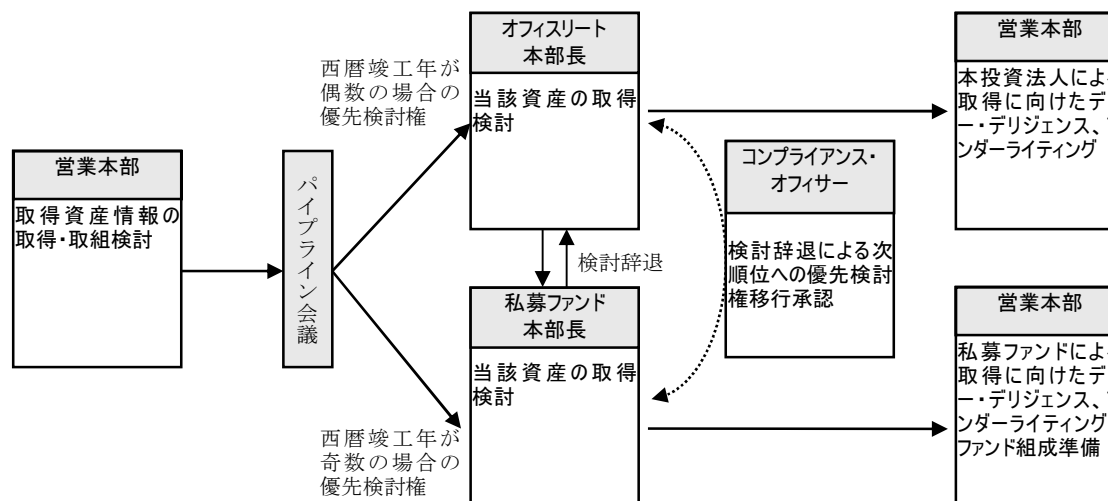 営業本部
取得資産情報の
取得・取組検討
パイプライン会議
西暦竣工年が
偶数の場合の
優先検討権
西暦竣工年が
奇数の場合の
優先検討権
オフィスリート
本部長
当該資産の取得
検討
検討辞退
私募ファンド
本部長
当該資産の取得
検討
コンプライアンス・
オフィサー
検討辞退による次
順位への優先検討
権移行承認
営業本部
本投資法人によ
取得に向けたデ
ー・デリジェンス、
ンダーライティング
営業本部
私募ファンドによ
取得に向けたデ
ー・デリジェンス、
ンダーライティング
ファンド組成準備